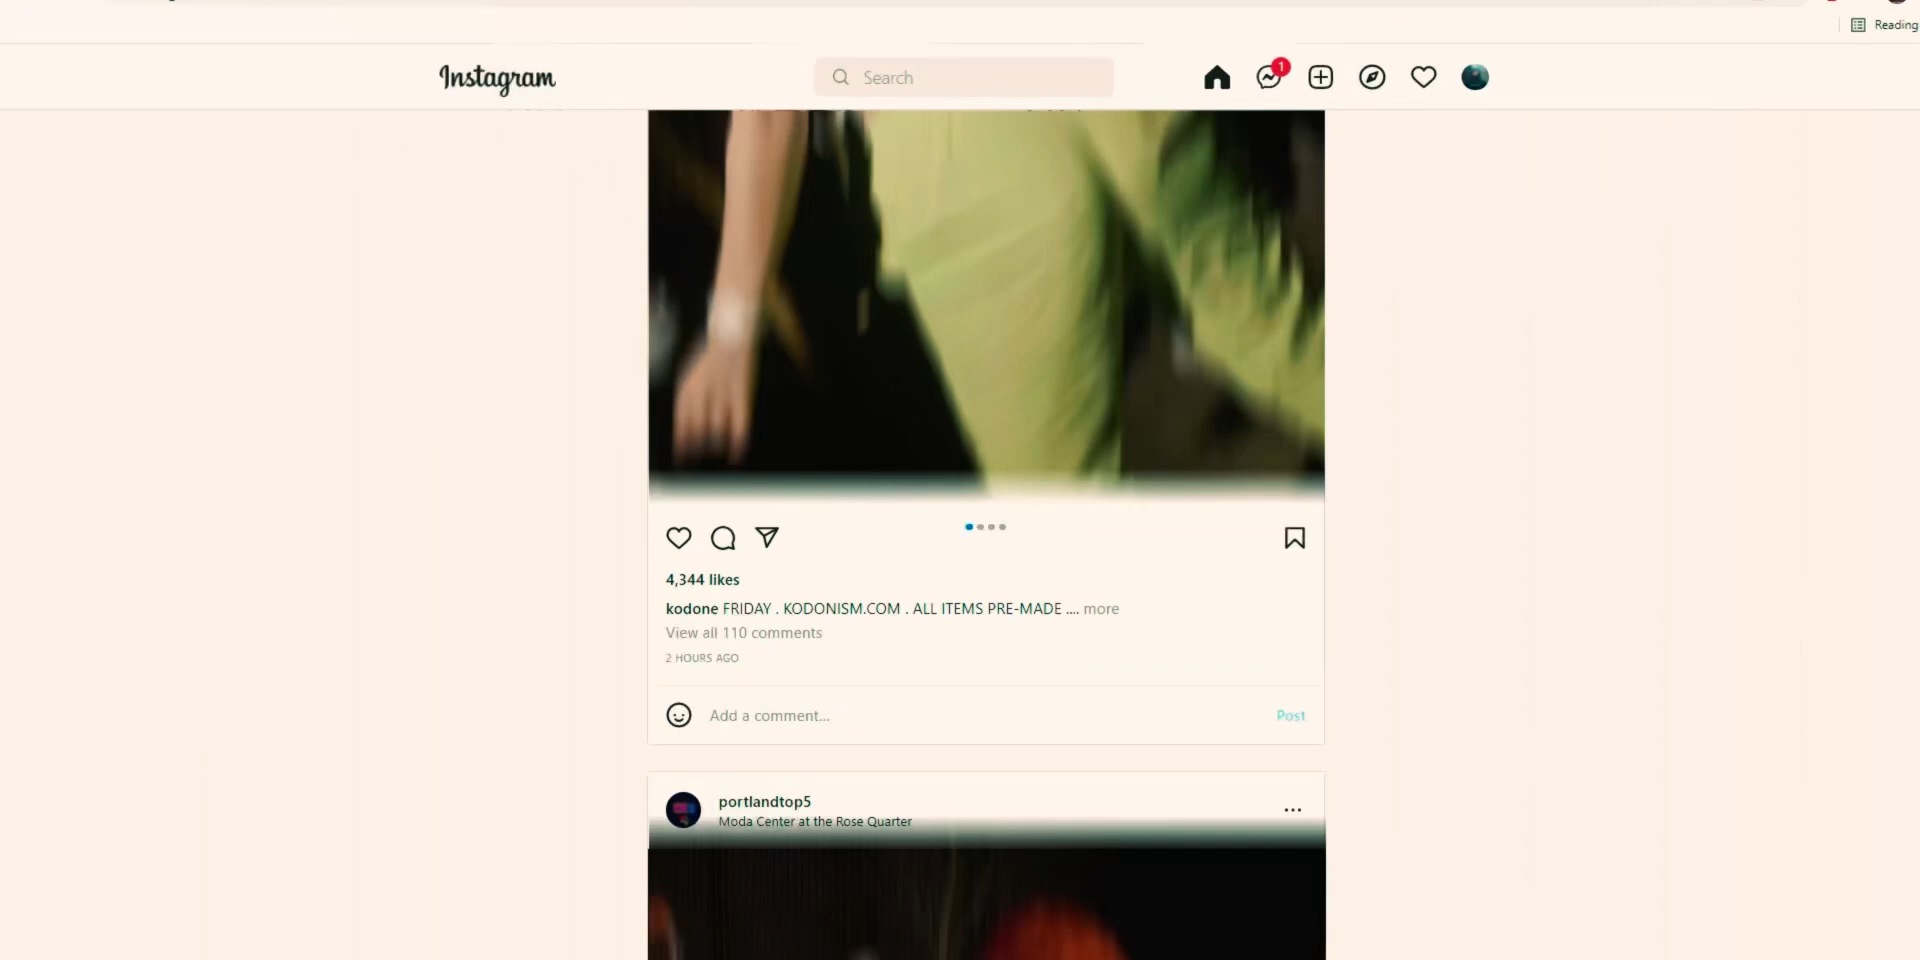 Reading
Instagram
Search
1
4,344 likes
kodone FRIDAY . KODONISM.COM . ALL ITEMS PRE-MADE .... more
View all 110 comments
2 HOURS AGO
Add a comment...
Post
portlandtop5
Moda Center at the Rose Quarter